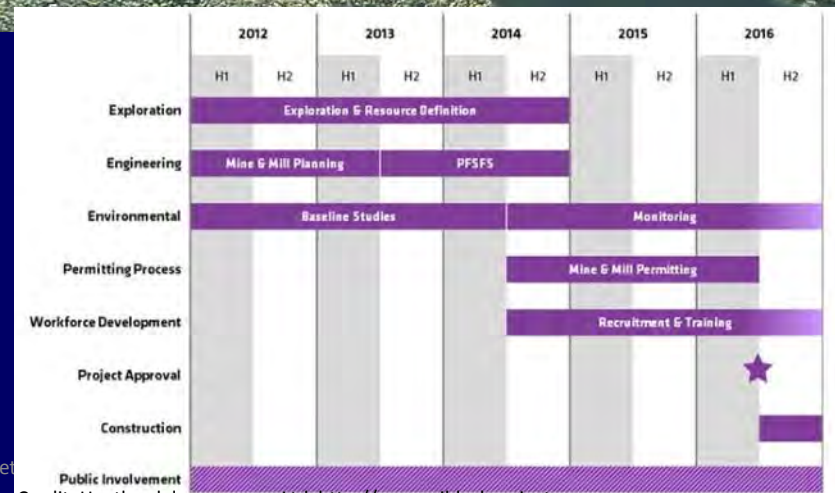 2012 2013 2014 2015 2016
H1 H2 H1 H2 H1 H2 H1 H2 H1 H2
Exploration Exploration & Resource Definition
Engineering Mine & Mill Planning PFSFS
Environmental Baseline Studies Monitoring
Permitting Process Mine & Mill Permitting
Workforce Development Recruitment & Training
Project Approval
Construction
Public Involvement